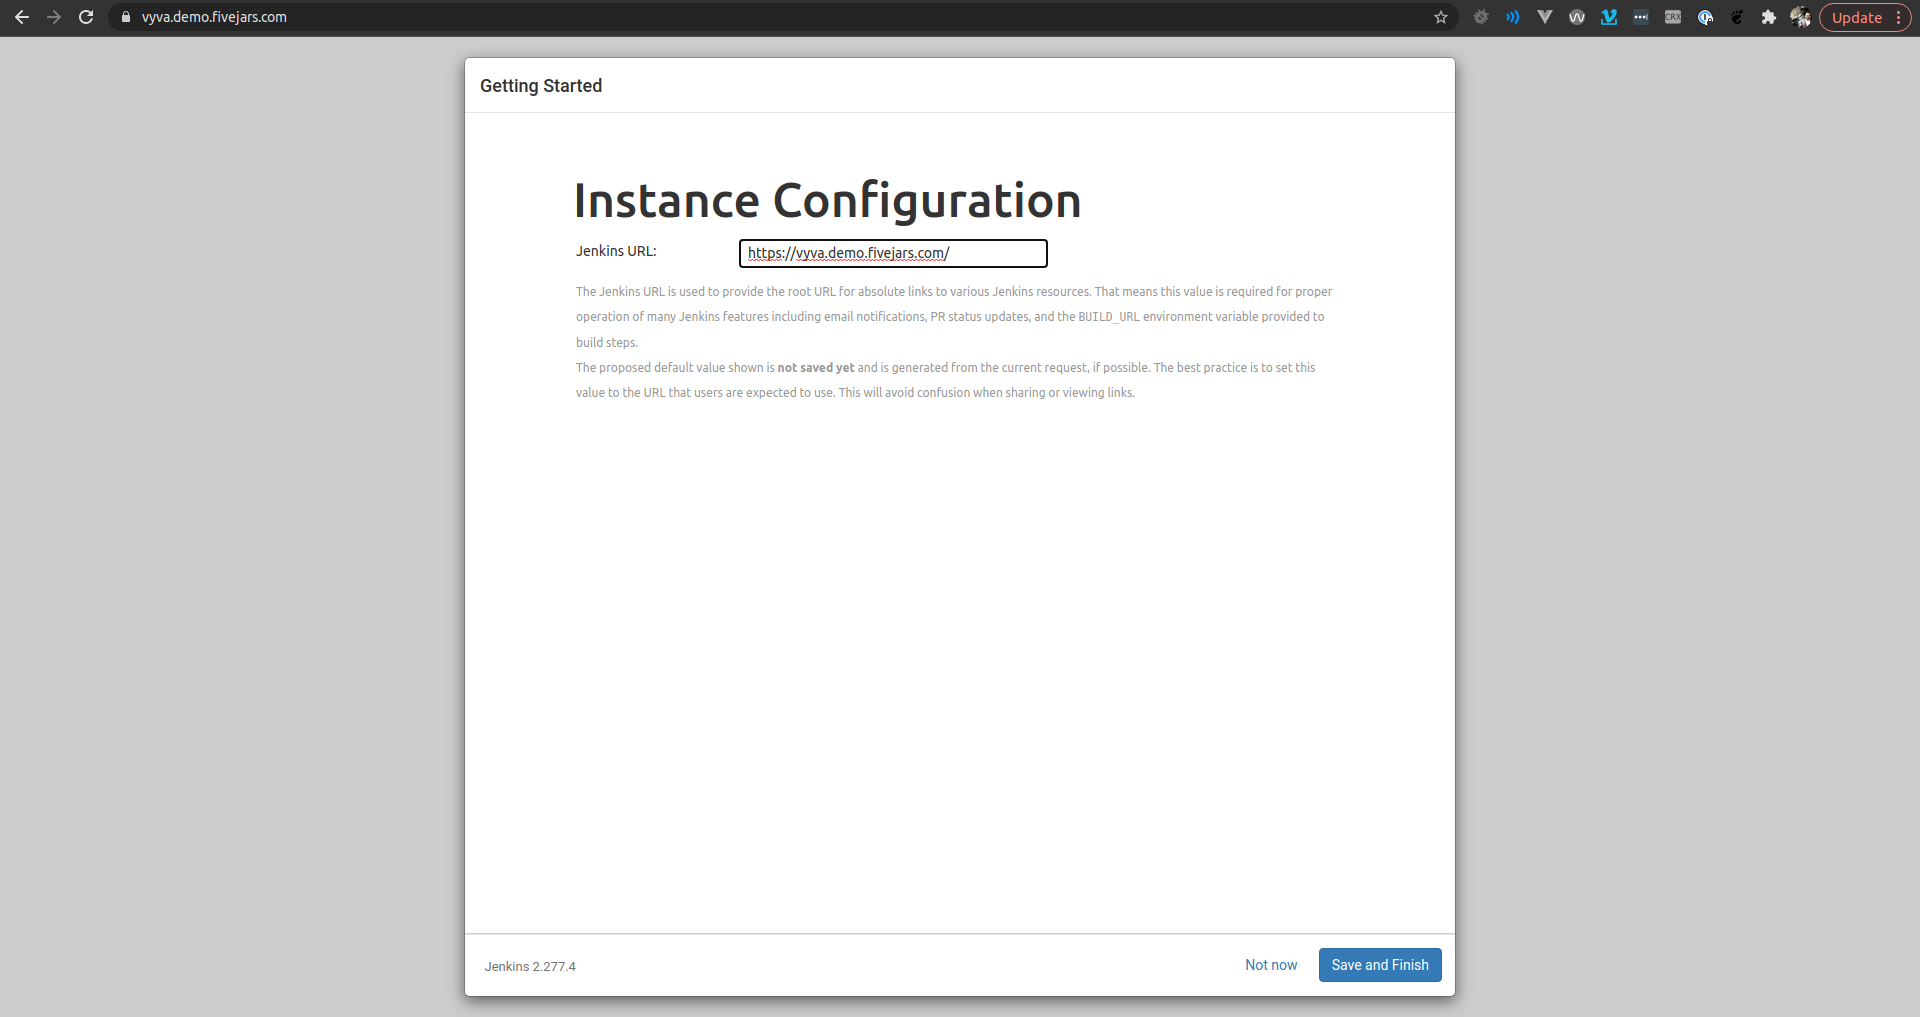 vyva.demo.fivejars.com
CRX
Update
Getting Started
Instance Configuration
Jenkins URL:
https://vyva.demo.fivejars.com/
The Jenkins URL is used to provide the root URL for absolute links to various Jenkins resources. That means this value is required for proper
operation of many Jenkins features including email notifications, PR status updates, and the BUILD_URL environment variable provided to
build steps.
The proposed default value shown is not saved yet and is generated from the current request, if possible. The best practice is to set this
value to the URL that users are expected to use. This will avoid confusion when sharing or viewing links.
Jenkins 2.277.4
Not now
Save and Finish